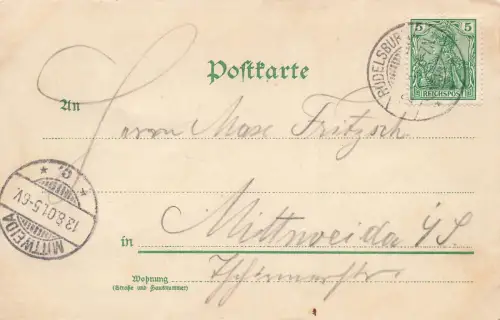 5 5
REICHSPOST
RUDELSBURG
Postkarte
An
Herrn Max Fritzsch
MITTWEIDA
13.8.01.5-6V.
in Mittweida i/S.
Wohnung
(Straße und Hausnummer)